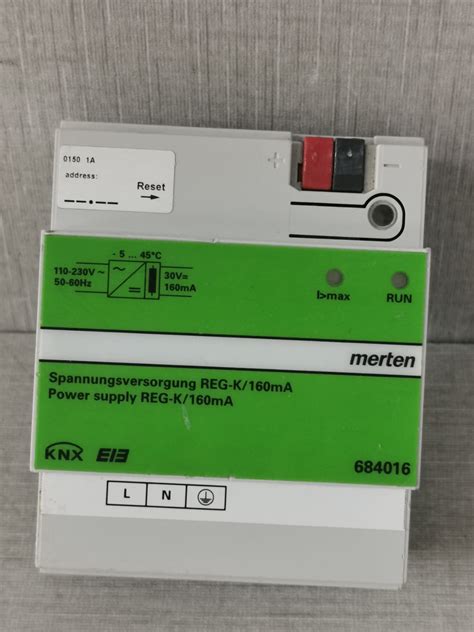 0150 1A
address:
Reset
+
-
- 5 ... 45°C
110-230V ~
50-60Hz
30V=
160mA
I>max
RUN
merten
Spannungsversorgung REG-K/160mA
Power supply REG-K/160mA
KNX EIB
684016
L N